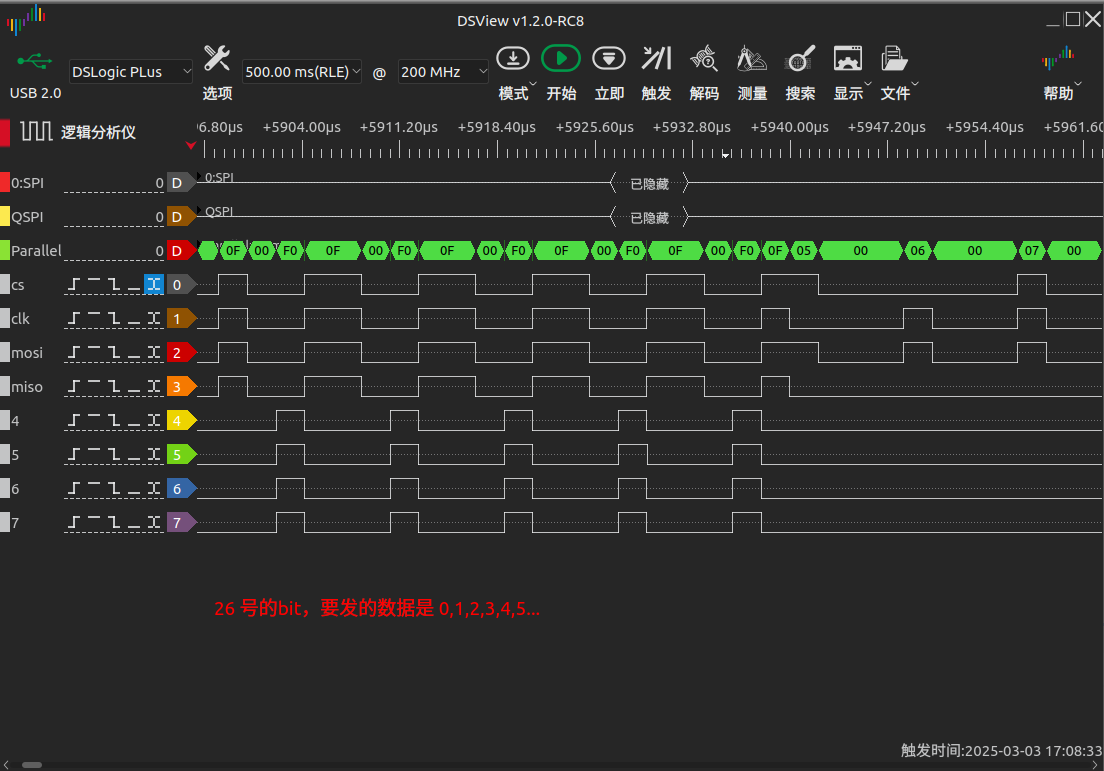 DSView v1.2.0-RC8
USB 2.0
DSLogic PLus
选项
500.00 ms(RLE)
@
200 MHz
模式 开始 立即 触发 解码 测量 搜索 显示 文件 帮助
逻辑分析仪
96.80μs +5904.00μs +5911.20μs +5918.40μs +5925.60μs +5932.80μs +5940.00μs +5947.20μs +5954.40μs +5961.60
0:SPI 0 D 0:SPI 已隐藏
QSPI 0 D QSPI 已隐藏
Parallel 0 D 0F 00 F0 0F 00 F0 0F 00 F0 0F 00 F0 0F 00 F0 0F 05 00 06 00 07 00
cs 0
clk 1
mosi 2
miso 3
4 4
5 5
6 6
7 7
26 号的bit，要发的数据是 0,1,2,3,4,5...
触发时间:2025-03-03 17:08:33